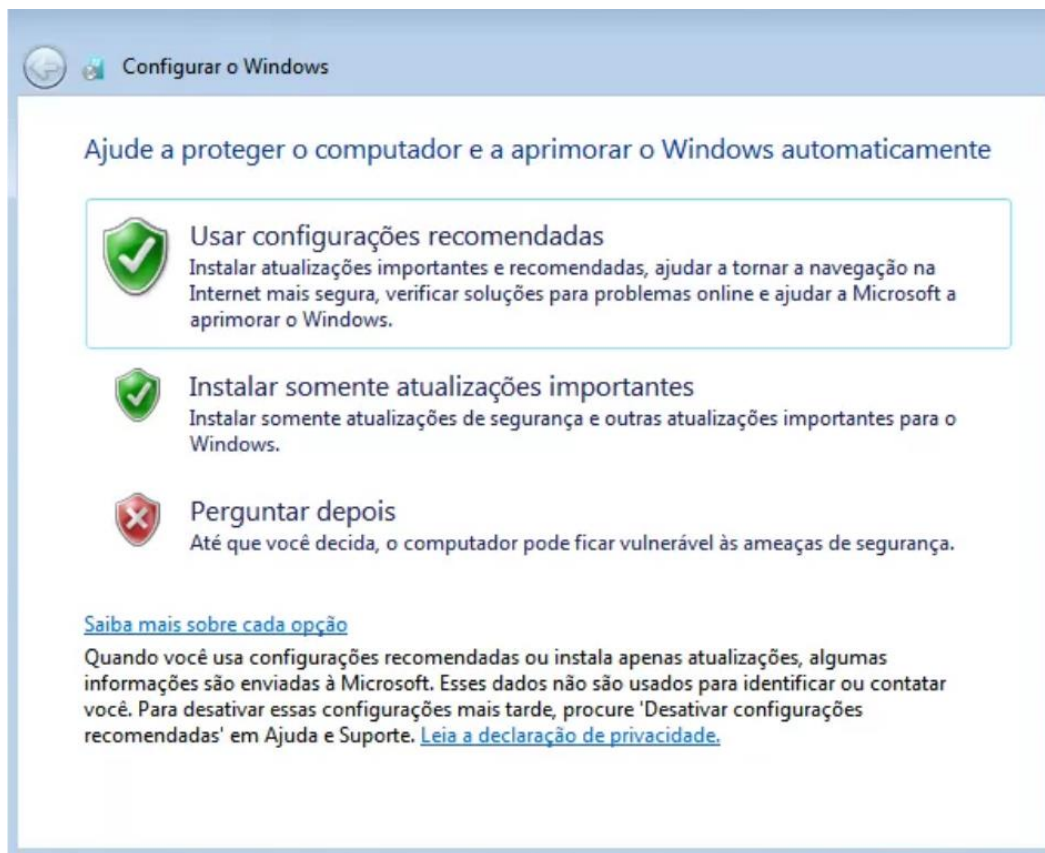 Configurar o Windows
Ajude a proteger o computador e a aprimorar o Windows automaticamente
Usar configurações recomendadas
Instalar atualizações importantes e recomendadas, ajudar a tornar a navegação na
Internet mais segura, verificar soluções para problemas online e ajudar a Microsoft a
aprimorar o Windows.
Instalar somente atualizações importantes
Instalar somente atualizações de segurança e outras atualizações importantes para o
Windows.
Perguntar depois
Até que você decida, o computador pode ficar vulnerável às ameaças de segurança.
Saiba mais sobre cada opção
Quando você usa configurações recomendadas ou instala apenas atualizações, algumas
informações são enviadas à Microsoft. Esses dados não são usados para identificar ou contatar
você. Para desativar essas configurações mais tarde, procure 'Desativar configurações
recomendadas' em Ajuda e Suporte. Leia a declaração de privacidade.